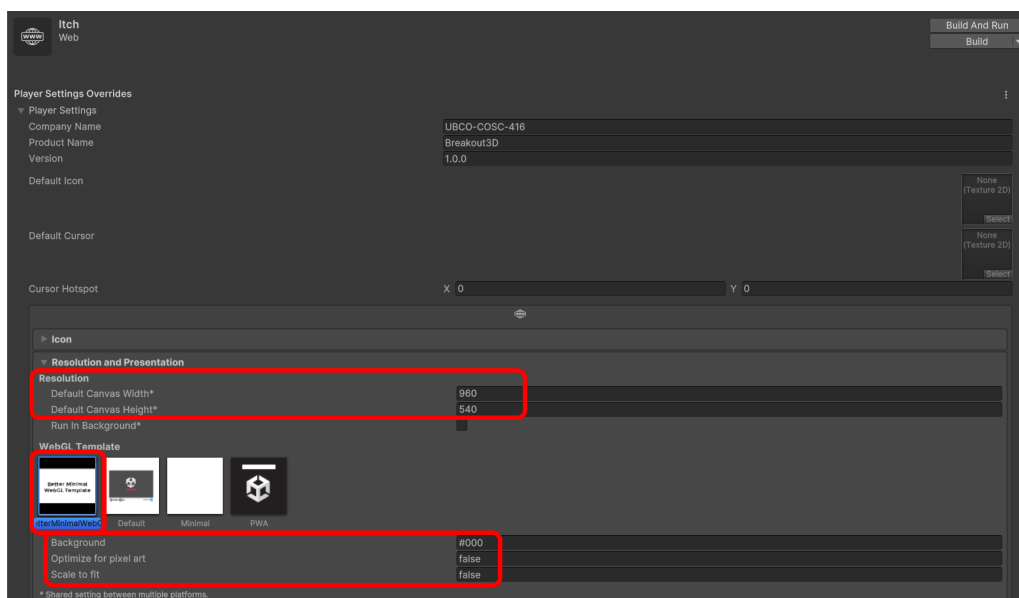 Itch
www
Web
Build And Run
Build
Player Settings Overrides
Player Settings
Company Name UBCO-COSC-416
Product Name Breakout3D
Version 1.0.0
Default Icon
None
(Texture 2D)
Select
Default Cursor
None
(Texture 2D)
Select
Cursor Hotspot X 0 Y 0
Icon
Resolution and Presentation
Resolution
Default Canvas Width* 960
Default Canvas Height* 540
Run In Background*
WebGL Template
Better Minimal
WebGL Template
tterMinimalWebG Default Minimal PWA
Background #000
Optimize for pixel art false
Scale to fit false
* Shared setting between multiple platforms.